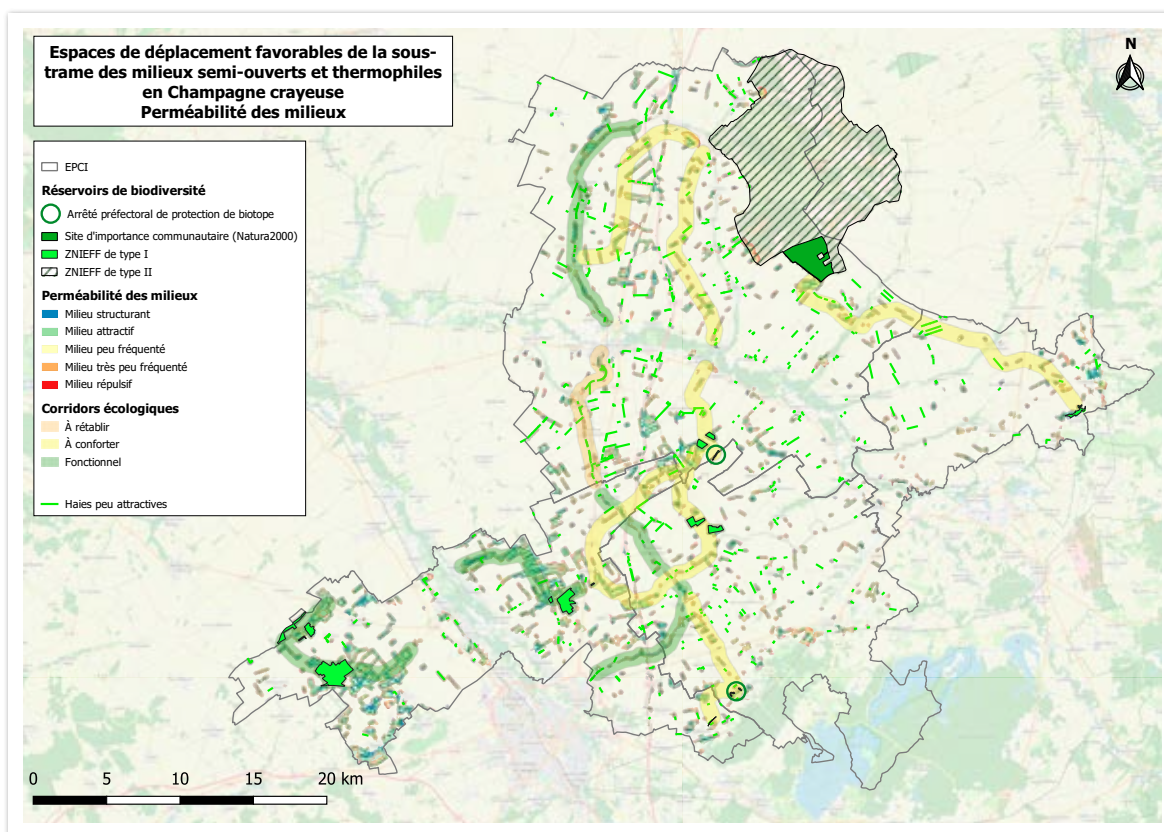 Espaces de déplacement favorables de la sous-
trame des milieux semi-ouverts et thermophiles
en Champagne crayeuse
Perméabilité des milieux
N
EPCI
Réservoirs de biodiversité
Arrêté préfectoral de protection de biotope
Site d'importance communautaire (Natura2000)
ZNIEFF de type I
ZNIEFF de type II
Perméabilité des milieux
Milieu structurant
Milieu attractif
Milieu peu fréquenté
Milieu très peu fréquenté
Milieu répulsif
Corridors écologiques
À rétablir
À conforter
Fonctionnel
Haies peu attractives
0 5 10 15 20 km